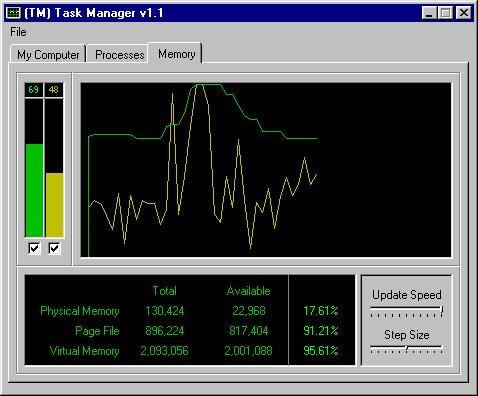 (TM) Task Manager v1.1
File
My Computer Processes Memory
69 48
Total Available
Physical Memory 130,424 22,968 17.61%
Page File 896,224 817,404 91.21%
Virtual Memory 2,093,056 2,001,088 95.61%
Update Speed
Step Size